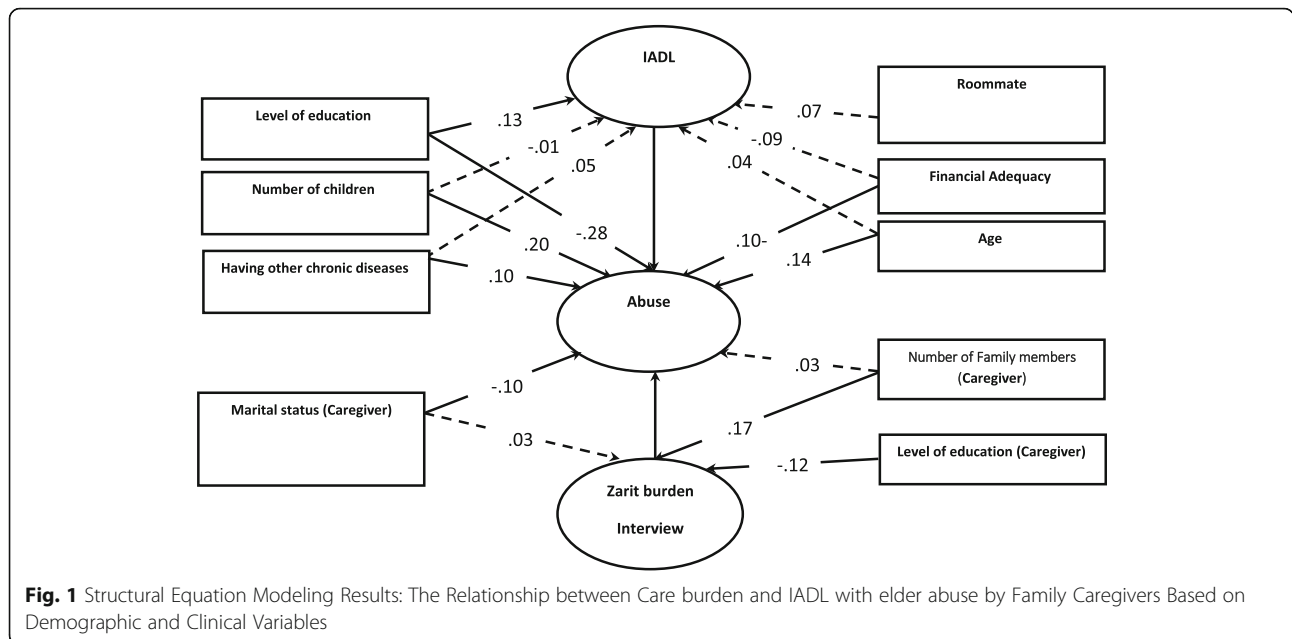 IADL
Roommate
Level of education
.13
.07
-.01
-.09
.05
.04
Number of children
Financial Adequacy
-.28
.20
.10-
Age
Having other chronic diseases
.10
.14
Abuse
Number of Family members
(Caregiver)
.03
-.10
Marital status (Caregiver)
.03
.17
Level of education (Caregiver)
-.12
Zarit burden
Interview
Fig. 1 Structural Equation Modeling Results: The Relationship between Care burden and IADL with elder abuse by Family Caregivers Based on
Demographic and Clinical Variables